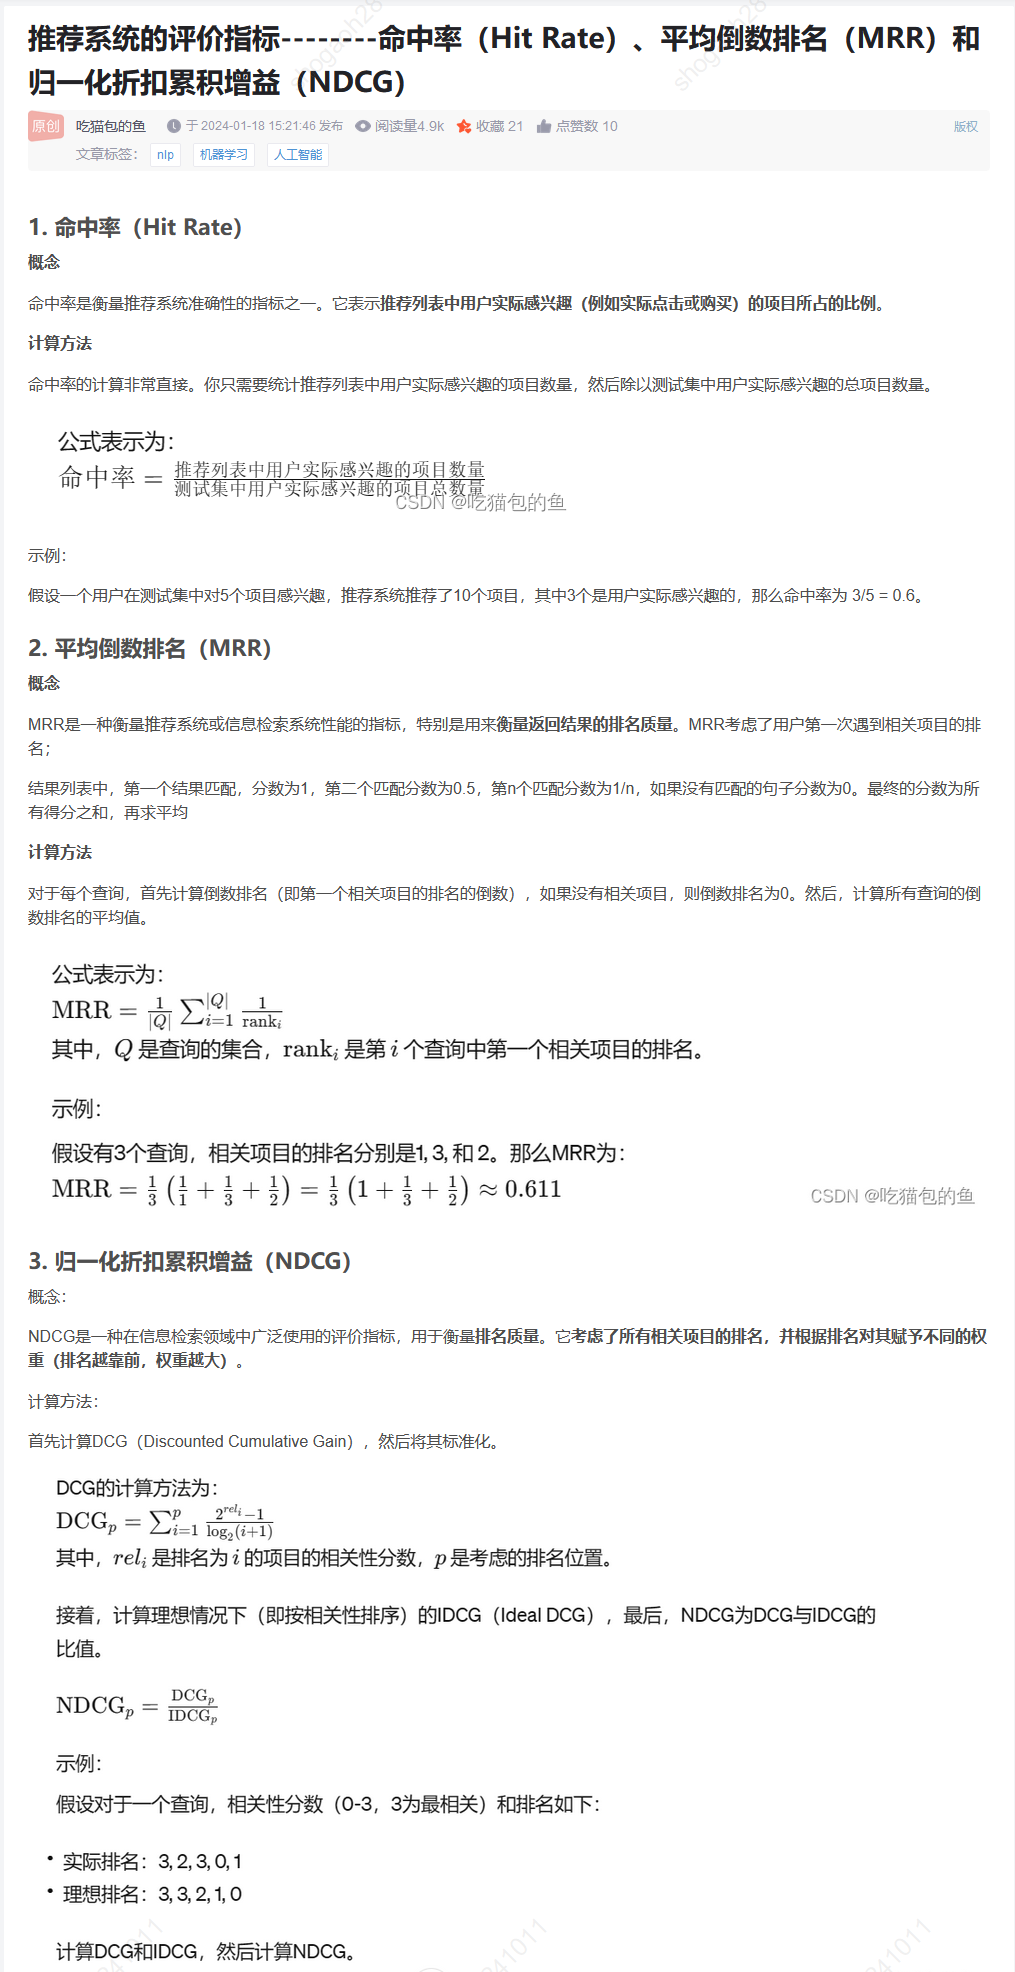 推荐系统的评价指标--------命中率（Hit Rate）、平均倒数排名（MRR）和
归一化折扣累积增益（NDCG）
原创 吃猫包的鱼 于 2024-01-18 15:21:46 发布 阅读量4.9k 收藏 21 点赞数 10 版权
文章标签： nlp 机器学习 人工智能
1. 命中率（Hit Rate）
概念
命中率是衡量推荐系统准确性的指标之一。它表示推荐列表中用户实际感兴趣（例如实际点击或购买）的项目所占的比例。
计算方法
命中率的计算非常直接。你只需要统计推荐列表中用户实际感兴趣的项目数量，然后除以测试集中用户实际感兴趣的总项目数量。
公式表示为：
命中率 = 推荐列表中用户实际感兴趣的项目数量 / 测试集中用户实际感兴趣的项目总数量
CSDN @吃猫包的鱼
示例：
假设一个用户在测试集中对5个项目感兴趣，推荐系统推荐了10个项目，其中3个是用户实际感兴趣的，那么命中率为 3/5 = 0.6。
2. 平均倒数排名（MRR）
概念
MRR是一种衡量推荐系统或信息检索系统性能的指标，特别是用来衡量返回结果的排名质量。MRR考虑了用户第一次遇到相关项目的排
名；
结果列表中，第一个结果匹配，分数为1，第二个匹配分数为0.5，第n个匹配分数为1/n，如果没有匹配的句子分数为0。最终的分数为所
有得分之和，再求平均
计算方法
对于每个查询，首先计算倒数排名（即第一个相关项目的排名的倒数），如果没有相关项目，则倒数排名为0。然后，计算所有查询的倒
数排名的平均值。
公式表示为：
MRR = 1/|Q| ∑_{i=1}^{|Q|} 1/rank_i
其中，Q 是查询的集合，rank_i 是第 i 个查询中第一个相关项目的排名。
示例：
假设有3个查询，相关项目的排名分别是1, 3, 和 2。那么MRR为：
MRR = 1/3 (1/1 + 1/3 + 1/2) = 1/3 (1 + 1/3 + 1/2) ≈ 0.611
CSDN @吃猫包的鱼
3. 归一化折扣累积增益（NDCG）
概念：
NDCG是一种在信息检索领域中广泛使用的评价指标，用于衡量排名质量。它考虑了所有相关项目的排名，并根据排名对其赋予不同的权
重（排名越靠前，权重越大）。
计算方法：
首先计算DCG（Discounted Cumulative Gain），然后将其标准化。
DCG的计算方法为：
DCG_p = ∑_{i=1}^{p} (2^{rel_i}−1)/log_2(i+1)
其中，rel_i 是排名为 i 的项目的相关性分数，p 是考虑的排名位置。
接着，计算理想情况下（即按相关性排序）的IDCG（Ideal DCG），最后，NDCG为DCG与IDCG的
比值。
NDCG_p = DCG_p / IDCG_p
示例：
假设对于一个查询，相关性分数（0-3，3为最相关）和排名如下：
• 实际排名：3, 2, 3, 0, 1
• 理想排名：3, 3, 2, 1, 0
计算DCG和IDCG，然后计算NDCG。